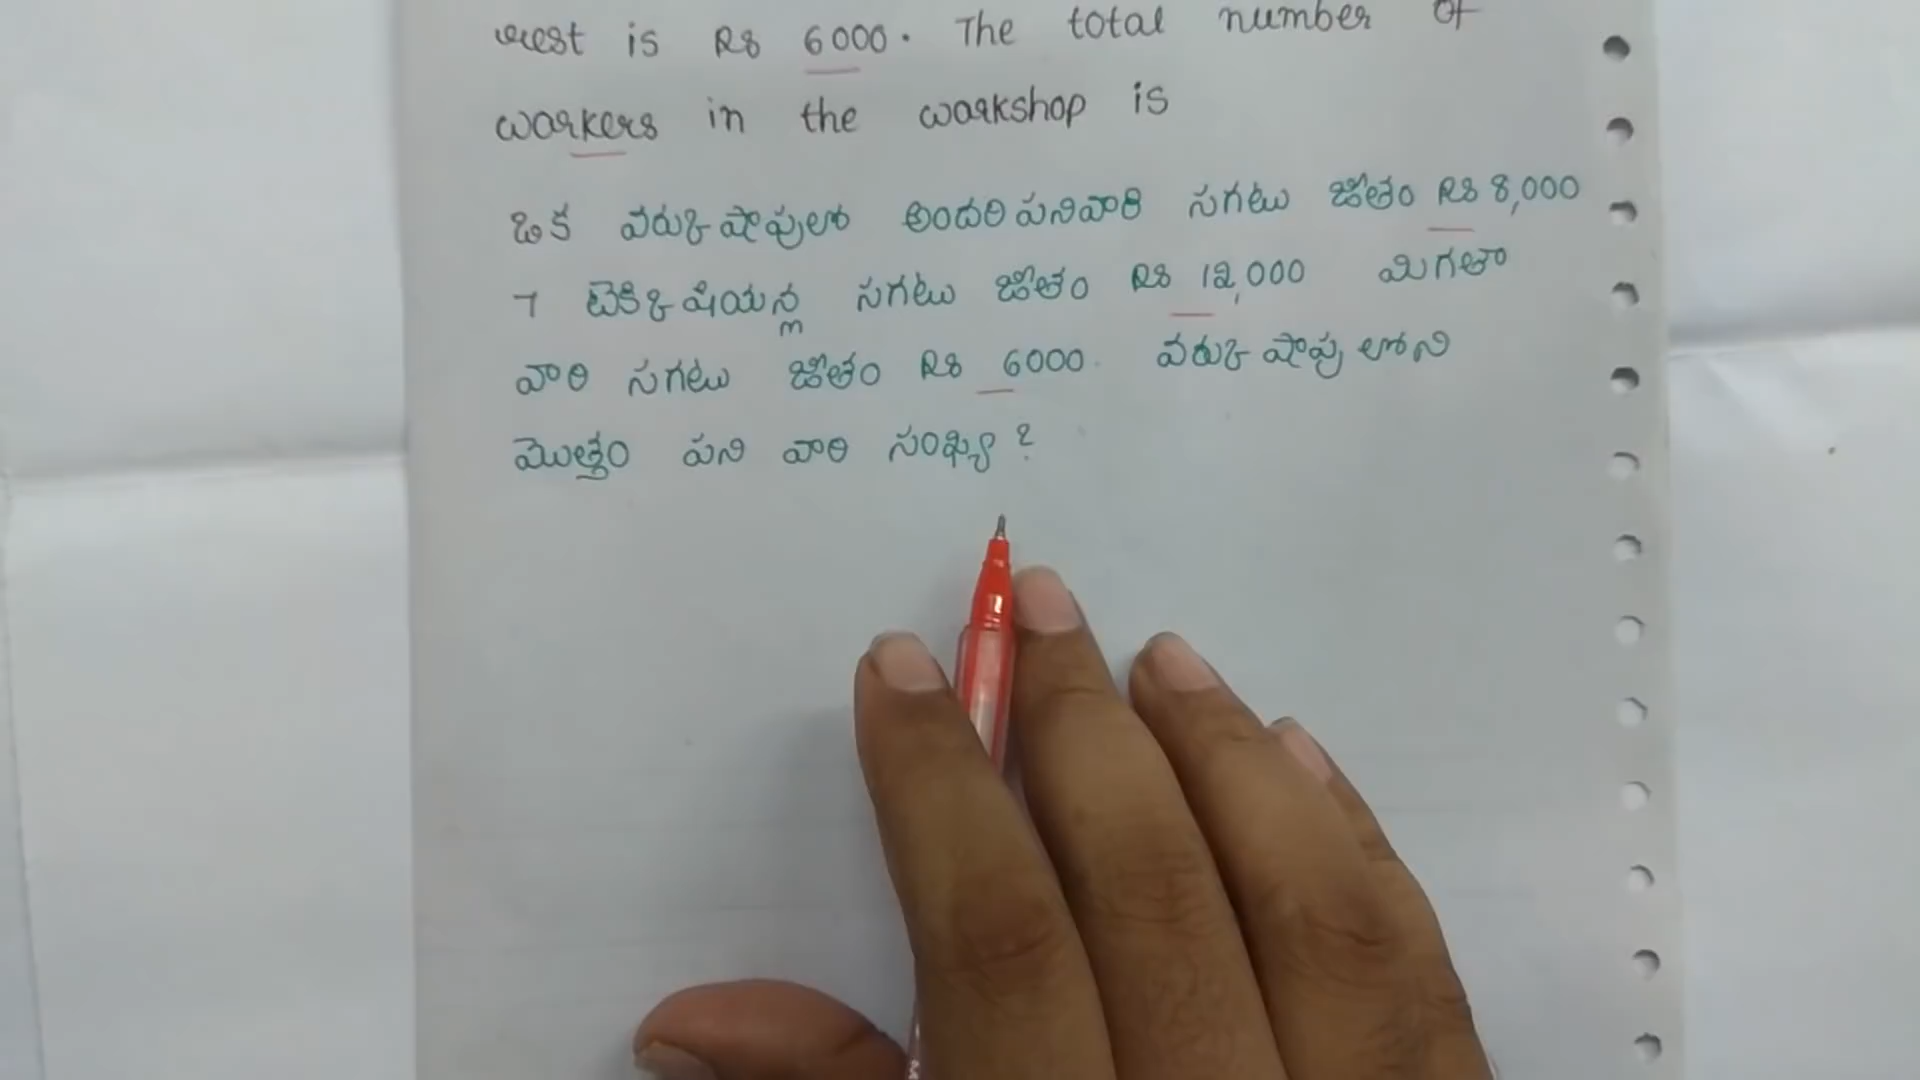 rest is Rs 6000. The total number of
workers in the workshop is
ఒక వర్క్ షాపులో అందరి పనివారి సగటు జీతం Rs 8,000
7 టెక్నీషియన్ల సగటు జీతం Rs 12,000 మిగతా
వారి సగటు జీతం Rs 6000. వర్క్ షాపు లోని
మొత్తం పని వారి సంఖ్య?